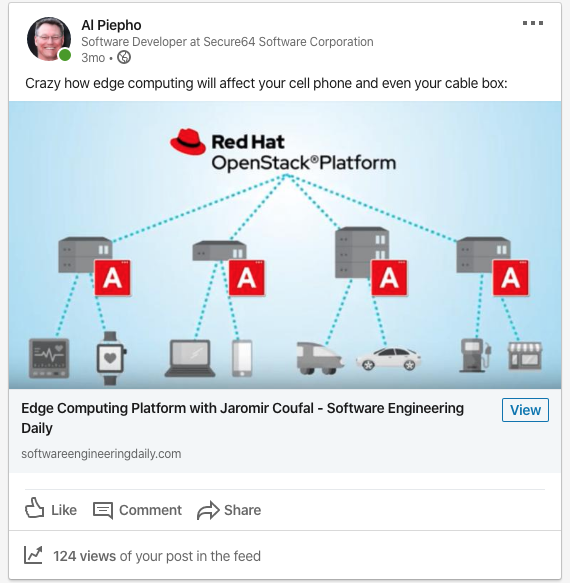 Al Piepho
Software Developer at Secure64 Software Corporation
3mo •
Crazy how edge computing will affect your cell phone and even your cable box:
Red Hat
OpenStack®Platform
A A A A
Edge Computing Platform with Jaromir Coufal - Software Engineering
Daily
View
softwareengineeringdaily.com
Like Comment Share
124 views of your post in the feed